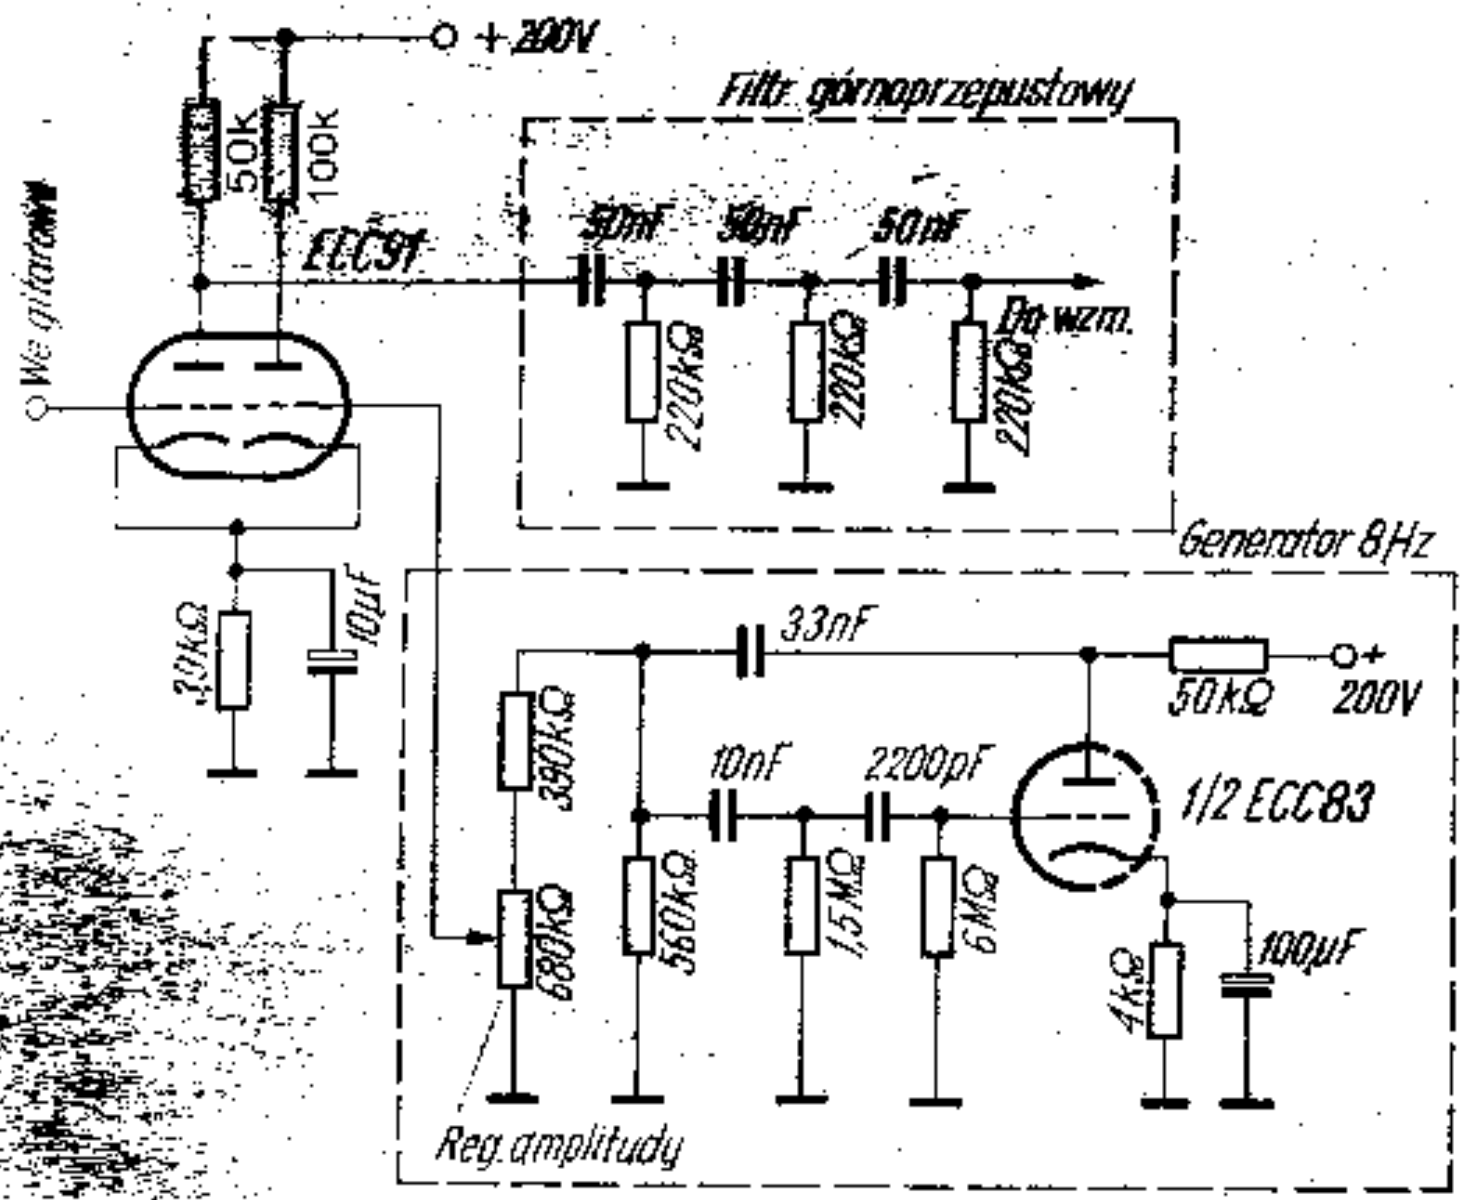 + 200V
50k
100k
Filtr górnoprzepustowy
We gitarowe
ECC91
50nF
50nF
50nF
Do wzm.
220kΩ
220kΩ
220kΩ
Generator 8Hz
10µF
33nF
50kΩ
+
200V
390kΩ
10nF
2200pF
1/2 ECC83
680kΩ
560kΩ
1,5MΩ
6MΩ
4kΩ
100µF
Reg. amplitudy